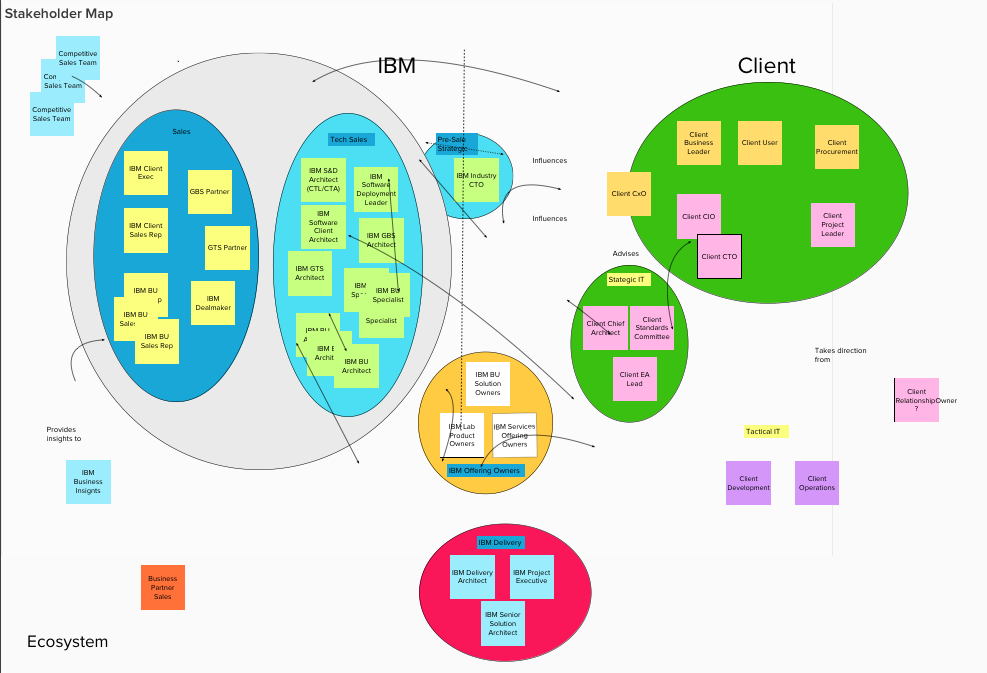 Stakeholder Map
IBM
Client
Competitive
Sales Team
Sales Team
Competitive
Sales Team
Sales
IBM Client
Exec
GBS Partner
IBM Client
Sales Rep
GTS Partner
IBM BU
IBM
Dealmaker
IBM BU
IBM BU
Sales Rep
Tech Sales
IBM S&D
Architect
(CTL/CTA)
IBM
Software
Deployment
Leader
IBM
Software
Client
Architect
IBM GBS
Architect
IBM GTS
Architect
IBM BU
Specialist
Specialist
IBM BU
Architect
Pre-Sale
Strategic
IBM Industry
CTO
Influences
Influences
Advises
Client
Business
Leader
Client User
Client
Procurement
Client CxO
Client CIO
Client
Project
Leader
Client CTO
Stategic IT
Client Chief
Architect
Client
Standards
Committee
Client EA
Lead
Takes direction
from
Client
RelationshipOwner
?
Tactical IT
Client
Development
Client
Operations
IBM BU
Solution
Owners
IBM Lab
Product
Owners
IBM Services
Offering
Owners
IBM Offering Owners
Provides
insights to
IBM
Business
Insignts
IBM Delivery
IBM Delivery
Architect
IBM Project
Executive
IBM Senior
Solution
Architect
Business
Partner
Sales
Ecosystem